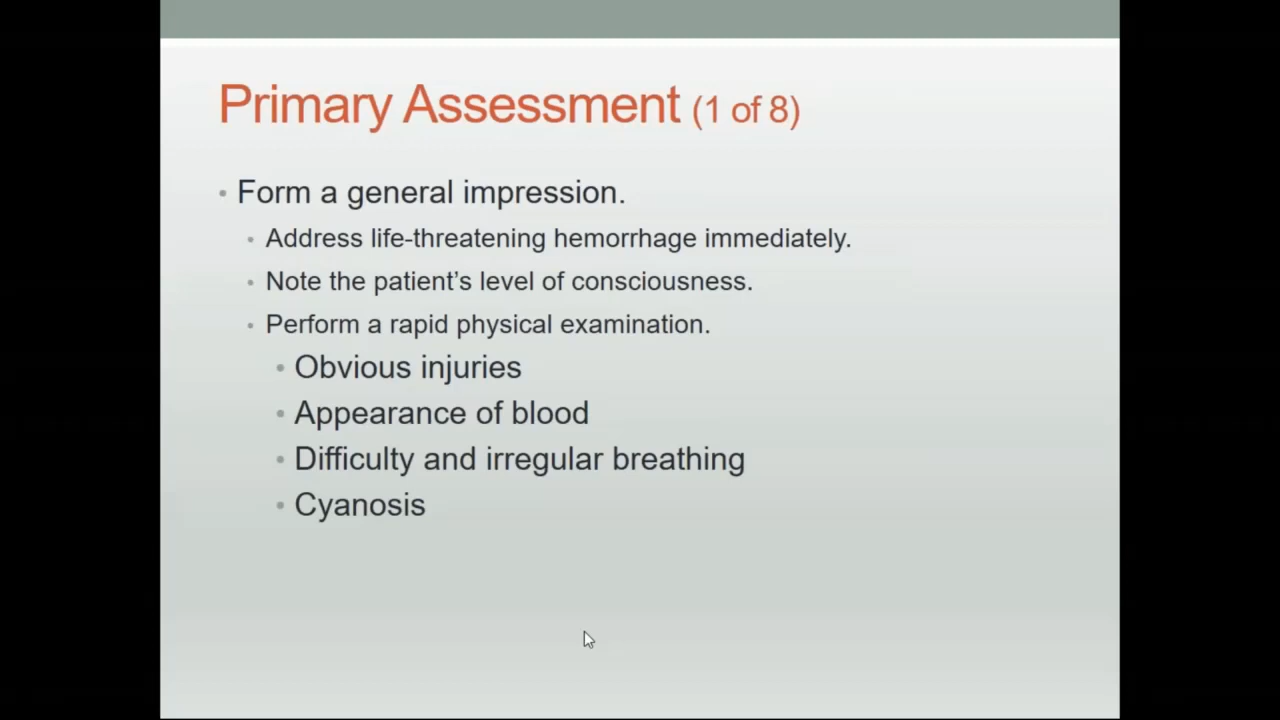 Primary Assessment (1 of 8)
• Form a general impression.
• Address life-threatening hemorrhage immediately.
• Note the patient’s level of consciousness.
• Perform a rapid physical examination.
• Obvious injuries
• Appearance of blood
• Difficulty and irregular breathing
• Cyanosis